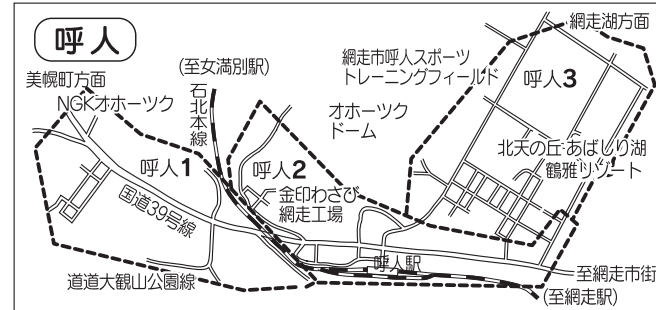 呼人
網走湖方面
(至女満別駅)
網走市呼人スポーツ
トレーニングフィールド
呼人3
美幌町方面
NGKオホーツク
石北本線
オホーツク
ドーム
北天の丘 あばしり湖
鶴雅リゾート
呼人1
呼人2
金印わさび
網走工場
国道39号線
呼人駅
至網走市街
道道大観山公園線
(至網走駅)